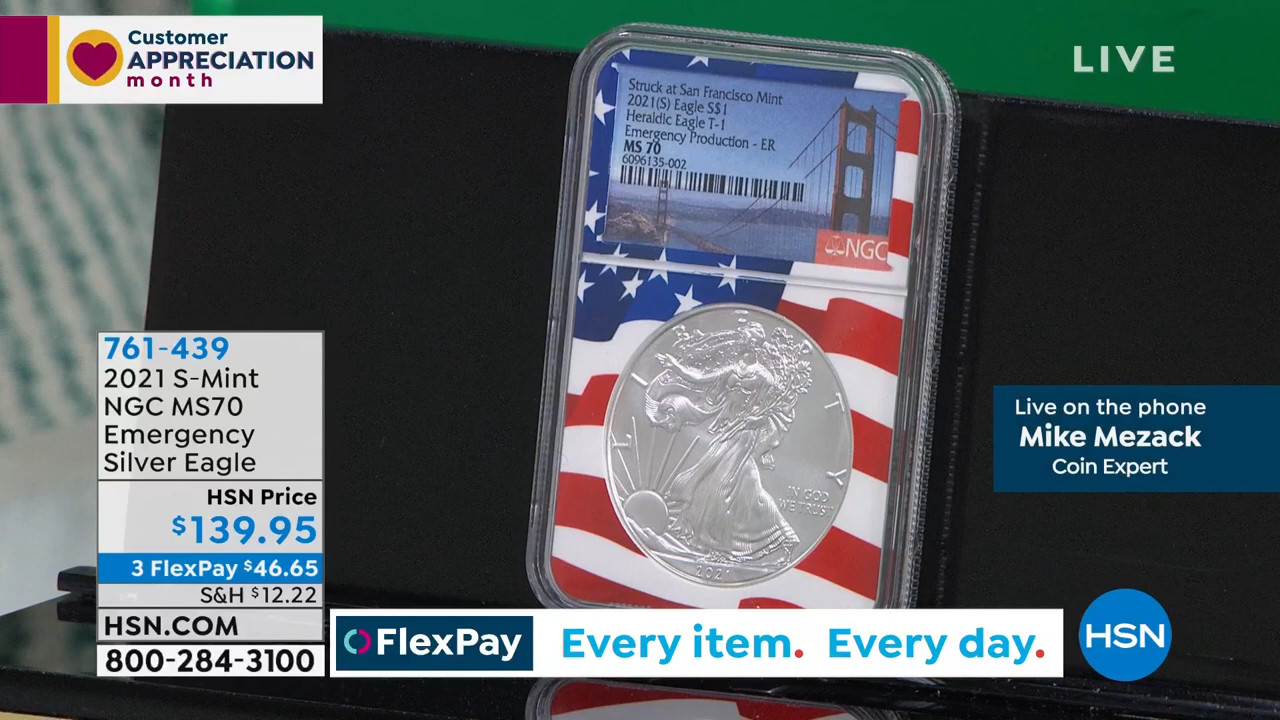 Customer
APPRECIATION
month
LIVE
Struck at San Francisco Mint
2021(S) Eagle S$1
Heraldic Eagle T-1
Emergency Production - ER
MS 70
6096135-002
NGC
LIBERTY
IN GOD
WE TRUST
2021
761-439
2021 S-Mint
NGC MS70
Emergency
Silver Eagle
HSN Price
$139.95
3 FlexPay $46.65
S&H $12.22
HSN.COM
800-284-3100
Live on the phone
Mike Mezack
Coin Expert
FlexPay Every item. Every day.
HSN